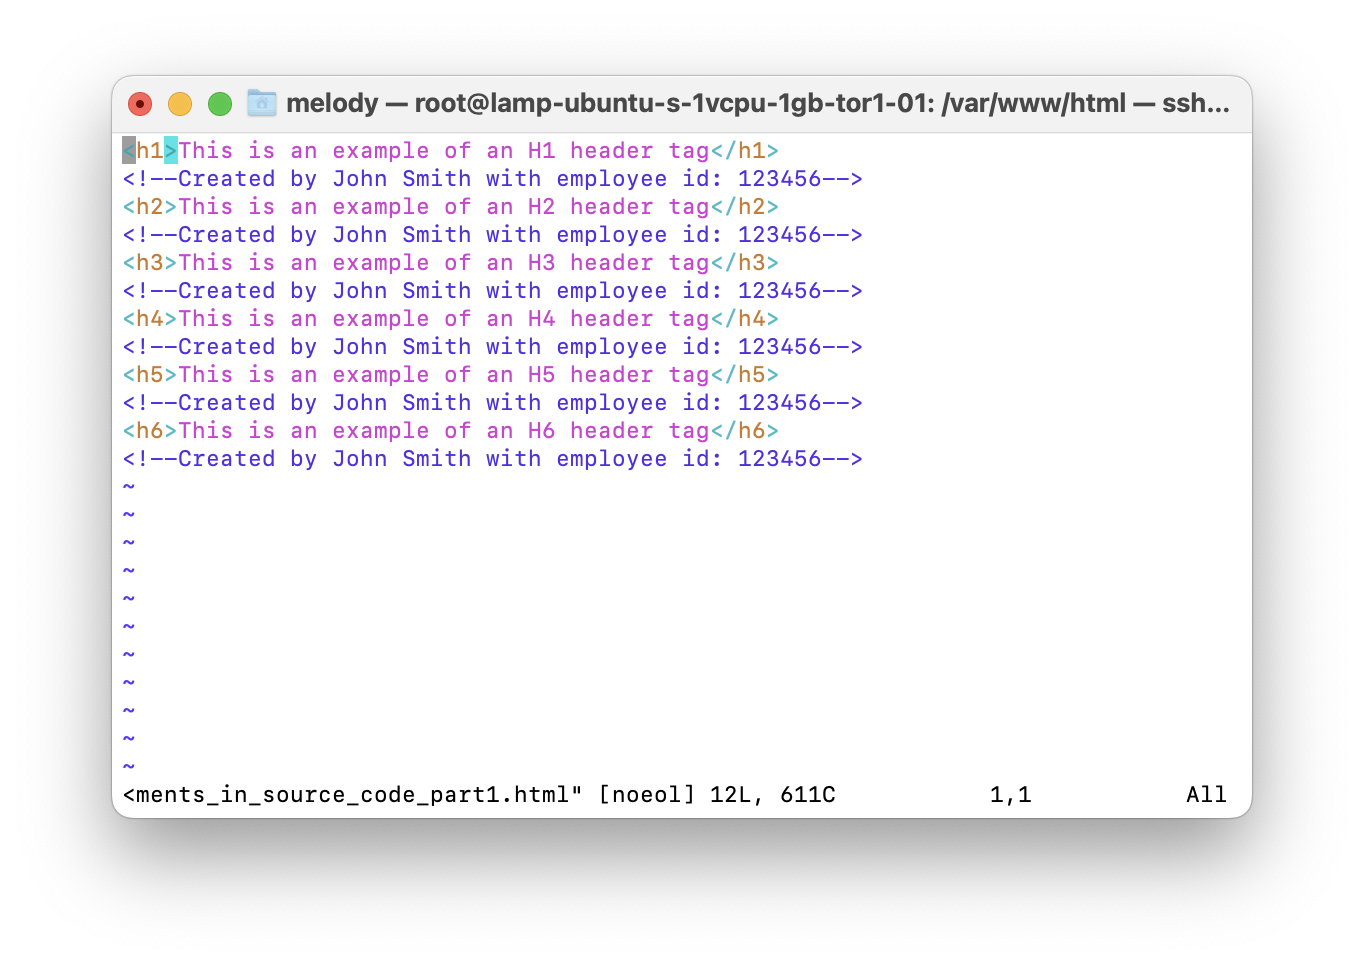 melody — root@lamp-ubuntu-s-1vcpu-1gb-tor1-01: /var/www/html — ssh...
<h1>This is an example of an H1 header tag</h1>
<!--Created by John Smith with employee id: 123456-->
<h2>This is an example of an H2 header tag</h2>
<!--Created by John Smith with employee id: 123456-->
<h3>This is an example of an H3 header tag</h3>
<!--Created by John Smith with employee id: 123456-->
<h4>This is an example of an H4 header tag</h4>
<!--Created by John Smith with employee id: 123456-->
<h5>This is an example of an H5 header tag</h5>
<!--Created by John Smith with employee id: 123456-->
<h6>This is an example of an H6 header tag</h6>
<!--Created by John Smith with employee id: 123456-->
~
~
~
~
~
~
~
~
~
~
~
<ments_in_source_code_part1.html" [noeol] 12L, 611C 1,1 All